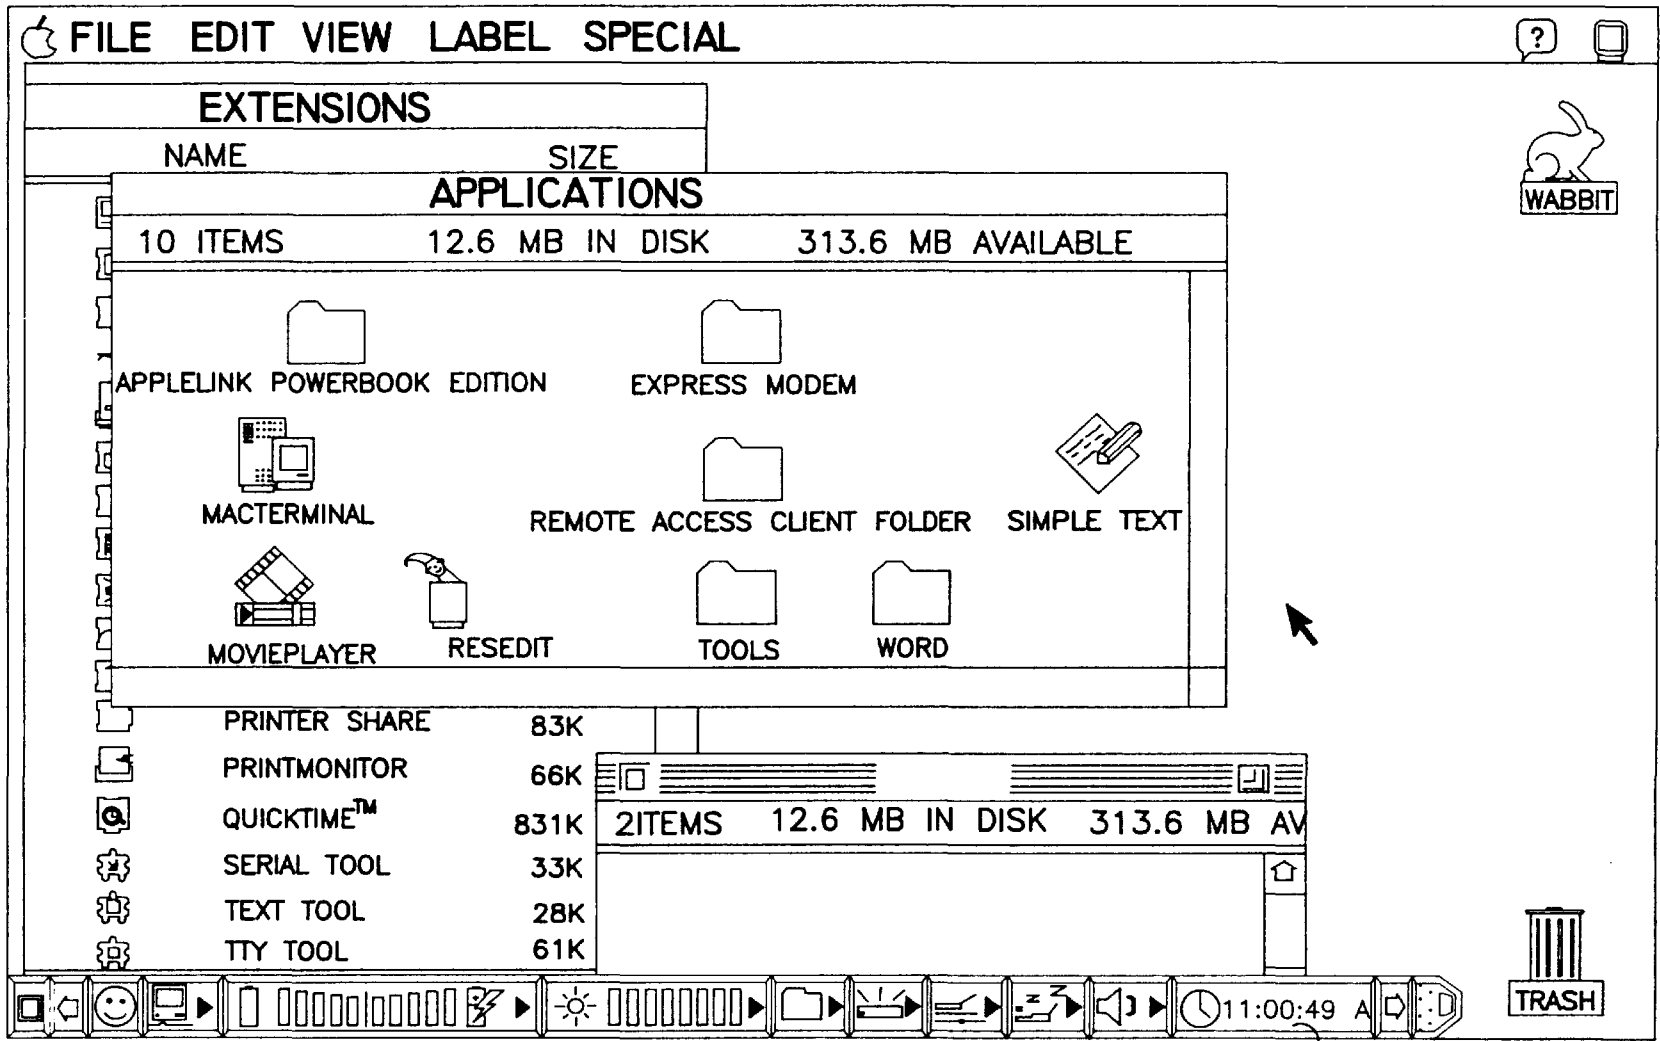 FILE EDIT VIEW LABEL SPECIAL ?
EXTENSIONS
NAME SIZE
WABBIT
APPLICATIONS
10 ITEMS 12.6 MB IN DISK 313.6 MB AVAILABLE
APPLELINK POWERBOOK EDITION EXPRESS MODEM
MACTERMINAL REMOTE ACCESS CLIENT FOLDER SIMPLE TEXT
MOVIEPLAYER RESEDIT TOOLS WORD
PRINTER SHARE 83K
PRINTMONITOR 66K
QUICKTIME™ 831K
2ITEMS 12.6 MB IN DISK 313.6 MB AV
SERIAL TOOL 33K
TEXT TOOL 28K
TTY TOOL 61K
TRASH
z z N 11:00:49 A